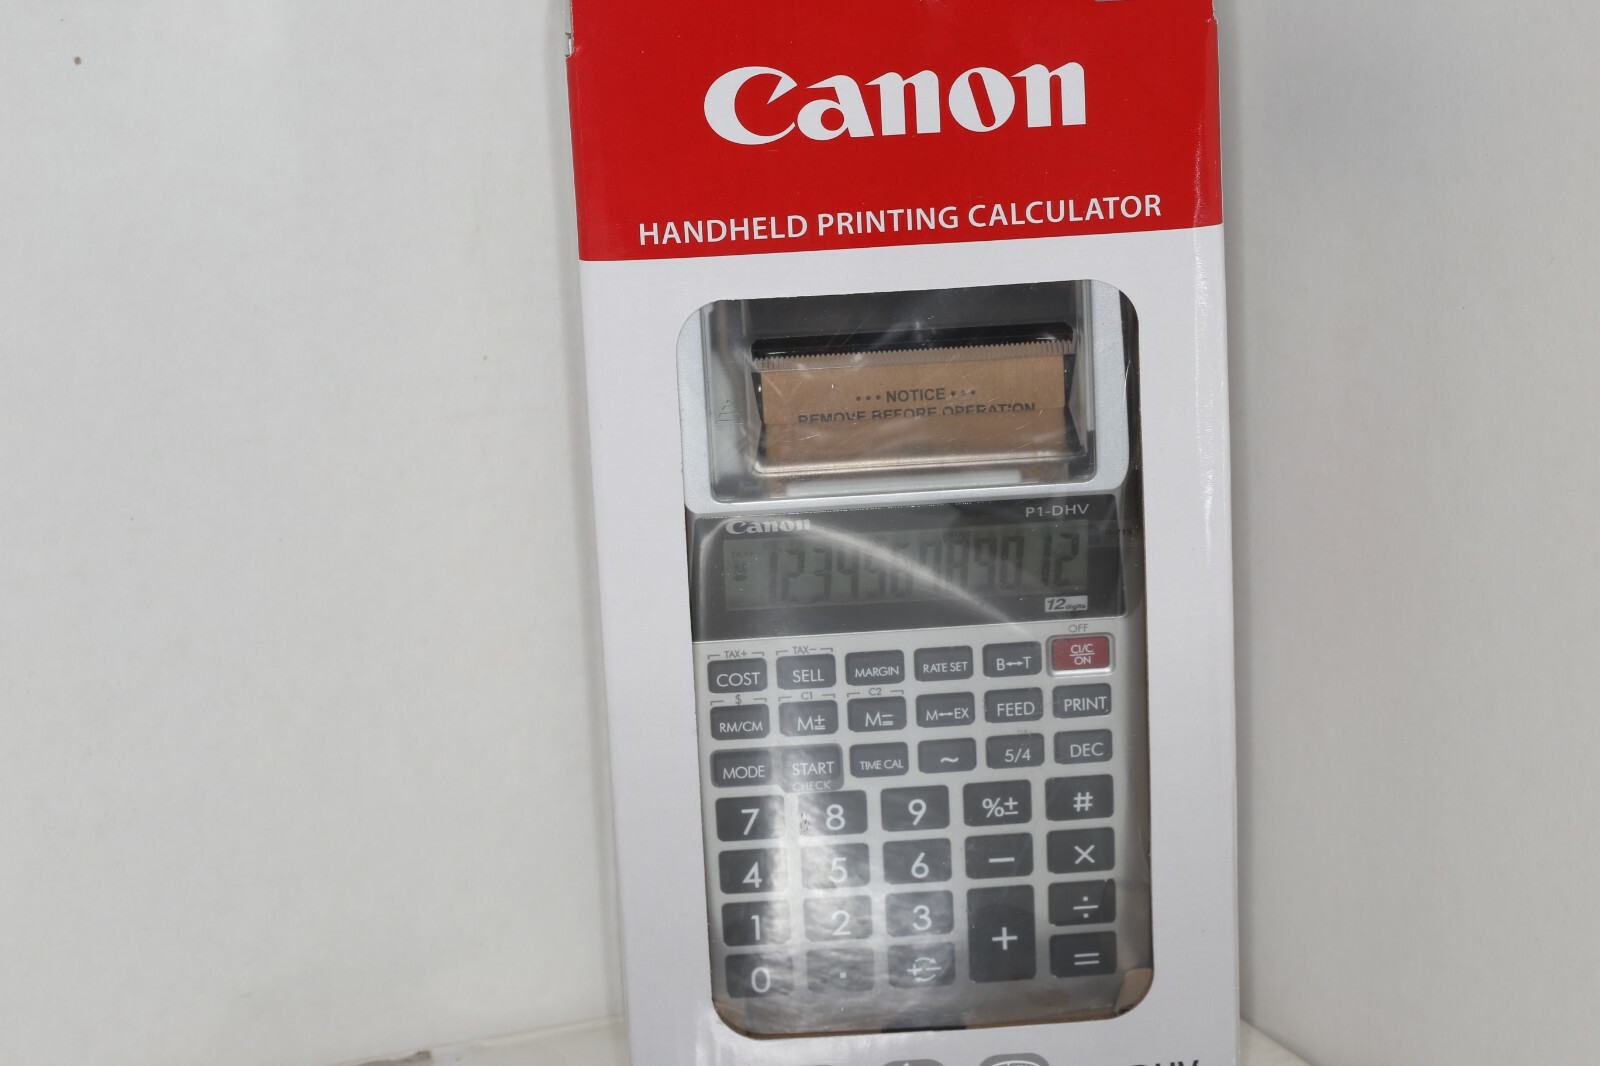 Canon
HANDHELD PRINTING CALCULATOR
••• NOTICE •••
REMOVE BEFORE OPERATION
Canon P1-DHV
12 digits
TAX+ TAX− OFF
COST SELL MARGIN RATE SET B↔T CI/C ON
$ C1 C2
RM/CM M± M= M↔EX FEED PRINT
MODE START TIME CAL ~ 5/4 DEC
CHECK
7 8 9 %± #
4 5 6 − ×
1 2 3 + ÷
0 . =